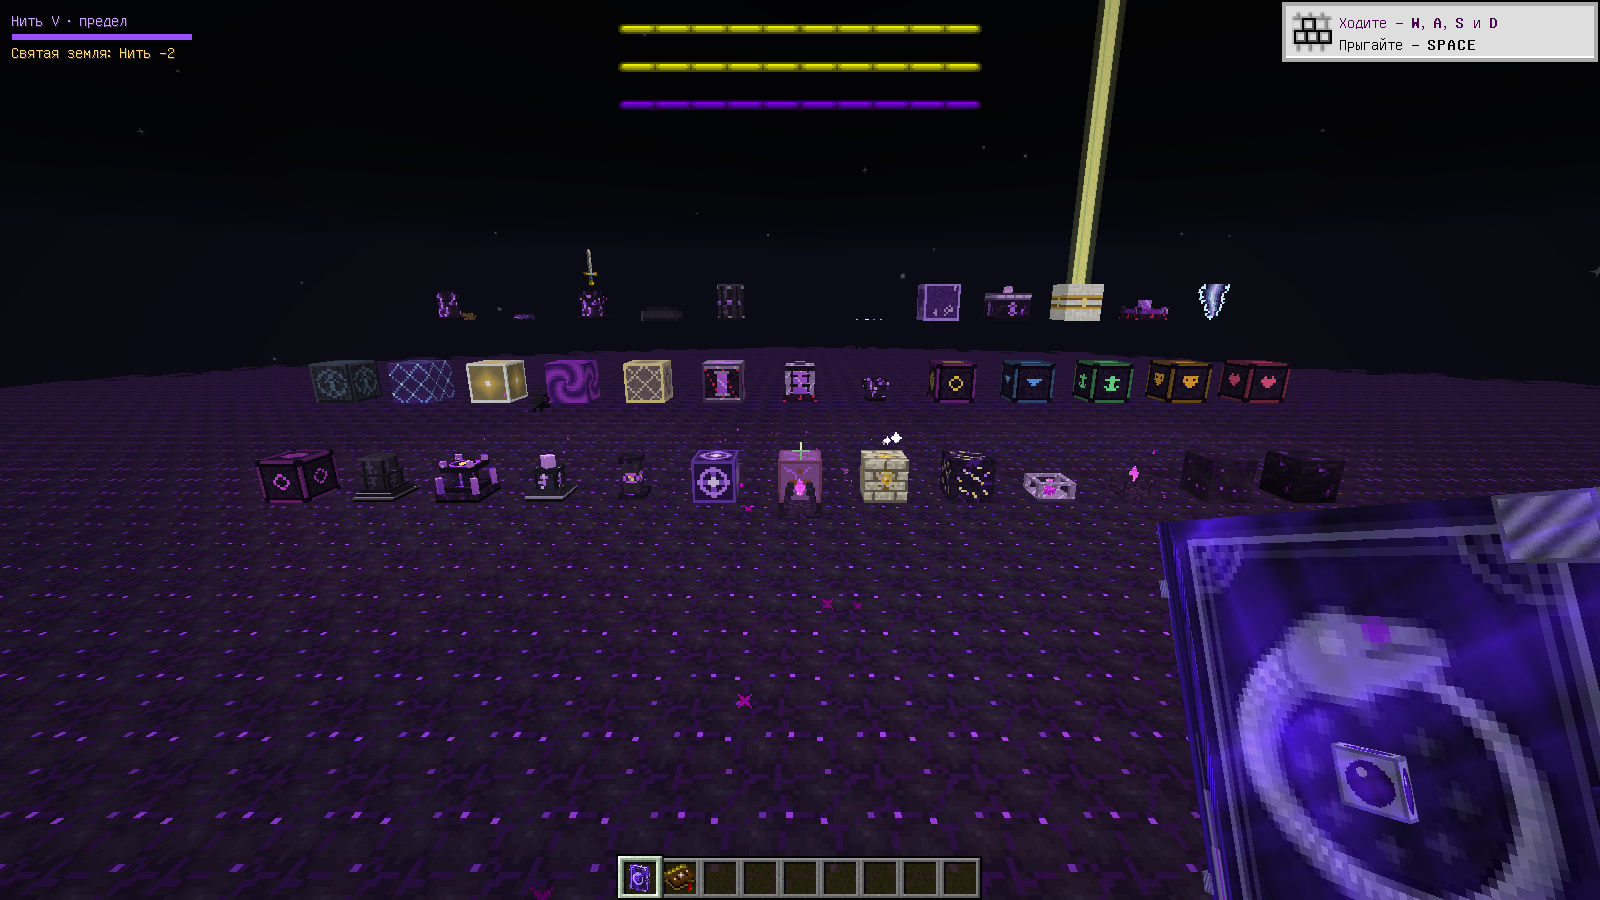 Нить V · предел
Святая земля: Нить -2
Ходите – W, A, S и D
Прыгайте – SPACE